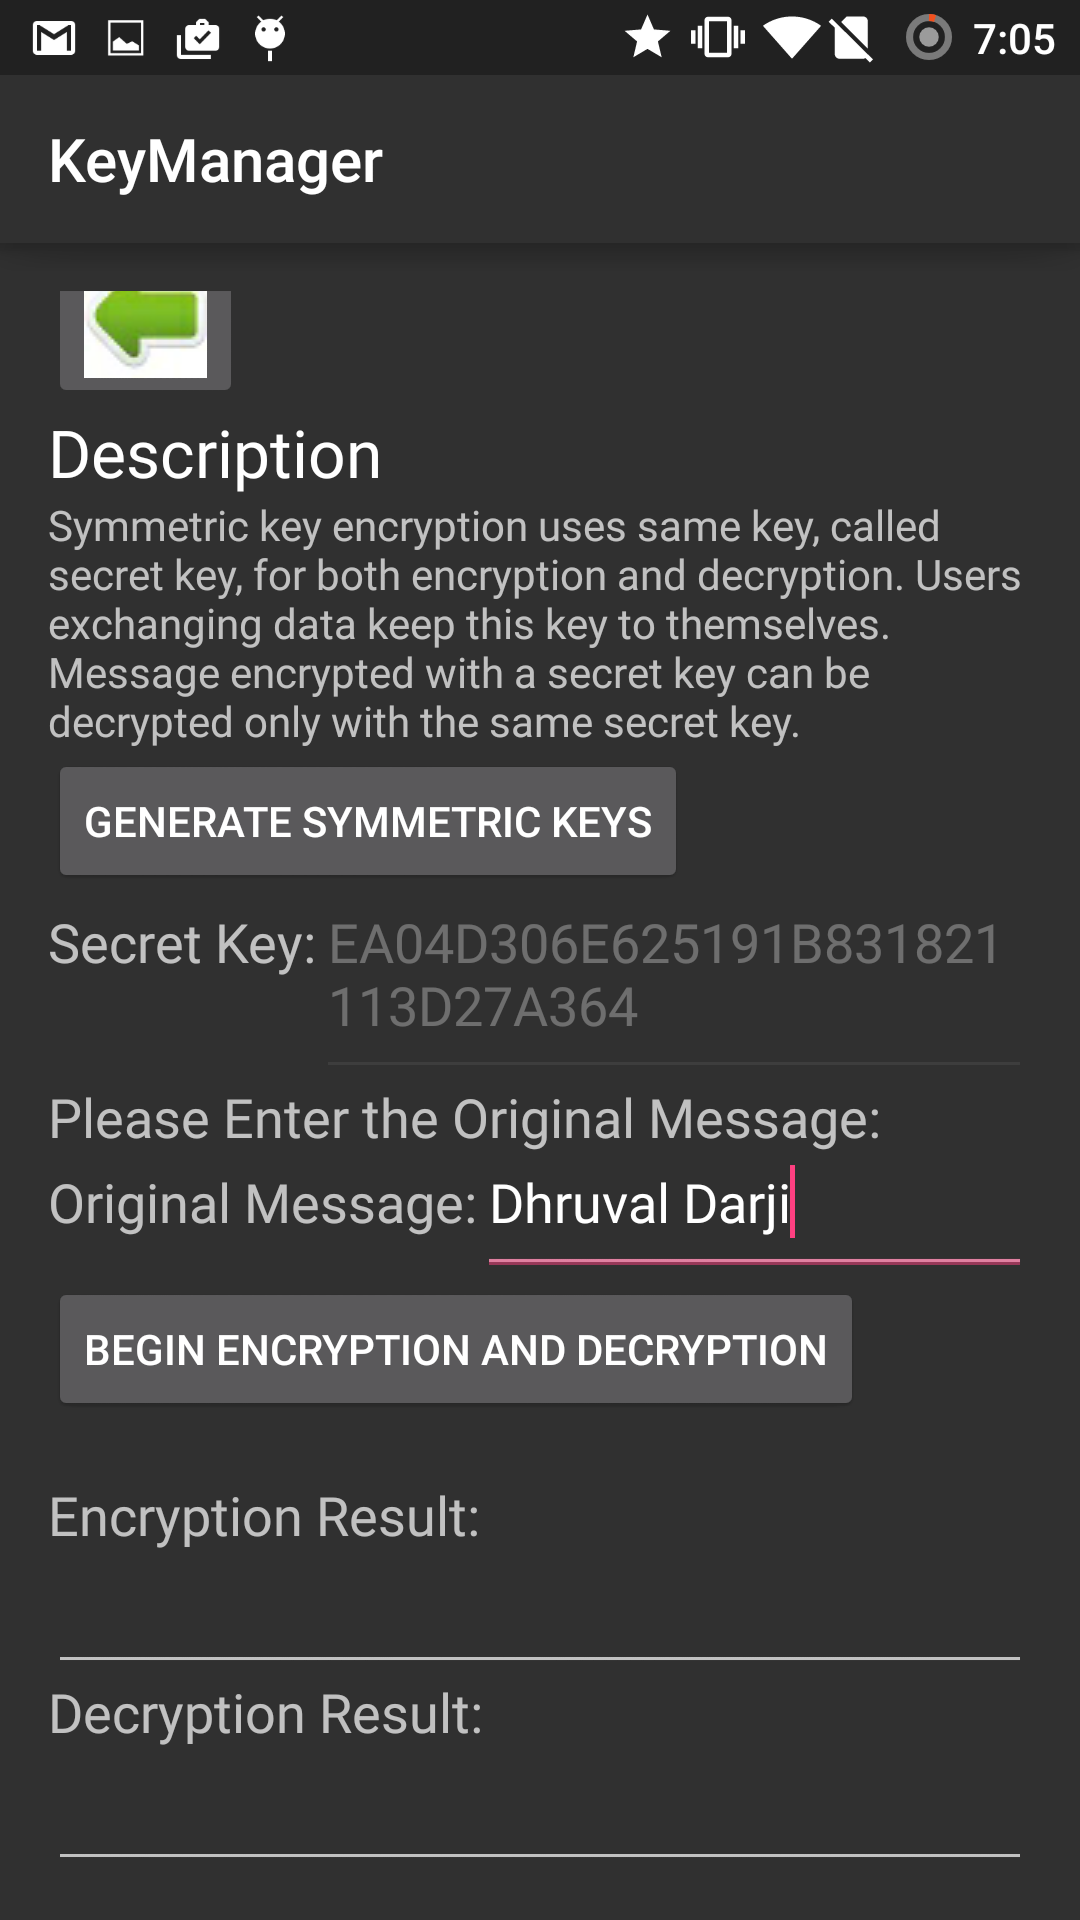 7:05
KeyManager
Description
Symmetric key encryption uses same key, called
secret key, for both encryption and decryption. Users
exchanging data keep this key to themselves.
Message encrypted with a secret key can be
decrypted only with the same secret key.
GENERATE SYMMETRIC KEYS
Secret Key: EA04D306E625191B831821
113D27A364
Please Enter the Original Message:
Original Message: Dhruval Darji
BEGIN ENCRYPTION AND DECRYPTION
Encryption Result:
Decryption Result: